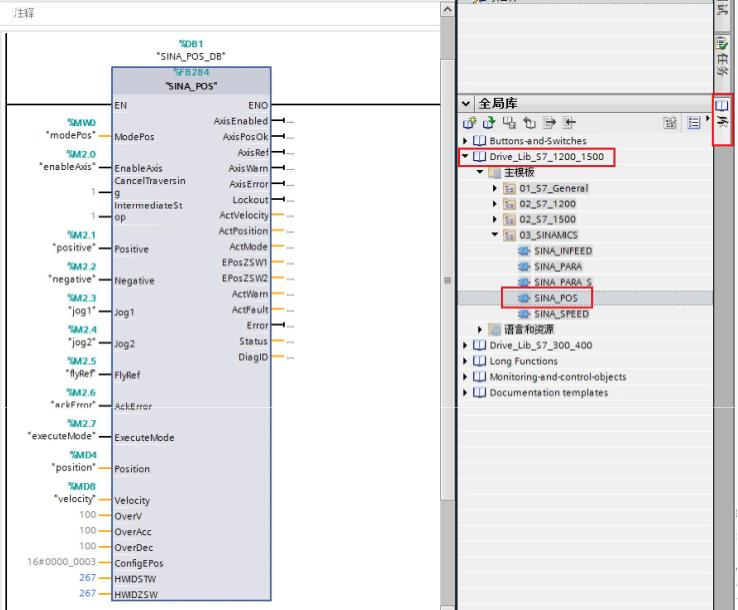 注释
%DB1
"SINA_POS_DB"
%FB284
"SINA_POS"
EN
ENO
AxisEnabled
...
%MW0
"modePos"
ModePos
AxisPosOk
...
AxisRef
...
%M2.0
"enableAxis"
EnableAxis
AxisWarn
...
1
CancelTraversin
g
AxisError
...
Lockout
...
1
IntermediateSt
op
ActVelocity
...
ActPosition
...
%M2.1
"positive"
Positive
ActMode
...
EPosZSW1
...
%M2.2
"negative"
Negative
EPosZSW2
...
ActWarn
...
%M2.3
"jog1"
Jog1
ActFault
...
Error
...
%M2.4
"jog2"
Jog2
Status
...
DiagID
...
%M2.5
"flyRef"
FlyRef
%M2.6
"ackError"
AckError
%M2.7
"executeMode"
ExecuteMode
%MD4
"position"
Position
%MD8
"velocity"
Velocity
100
OverV
100
OverAcc
100
OverDec
16#0000_0003
ConfigEPos
267
HWIDSTW
267
HWIDZSW
全局库
Buttons-and-Switches
Drive_Lib_S7_1200_1500
主模板
01_S7_General
02_S7_1200
02_S7_1500
03_SINAMICS
SINA_INFEED
SINA_PARA
SINA_PARA_S
SINA_POS
SINA_SPEED
语言和资源
Drive_Lib_S7_300_400
Long Functions
Monitoring-and-control-objects
Documentation templates
试
任务
库